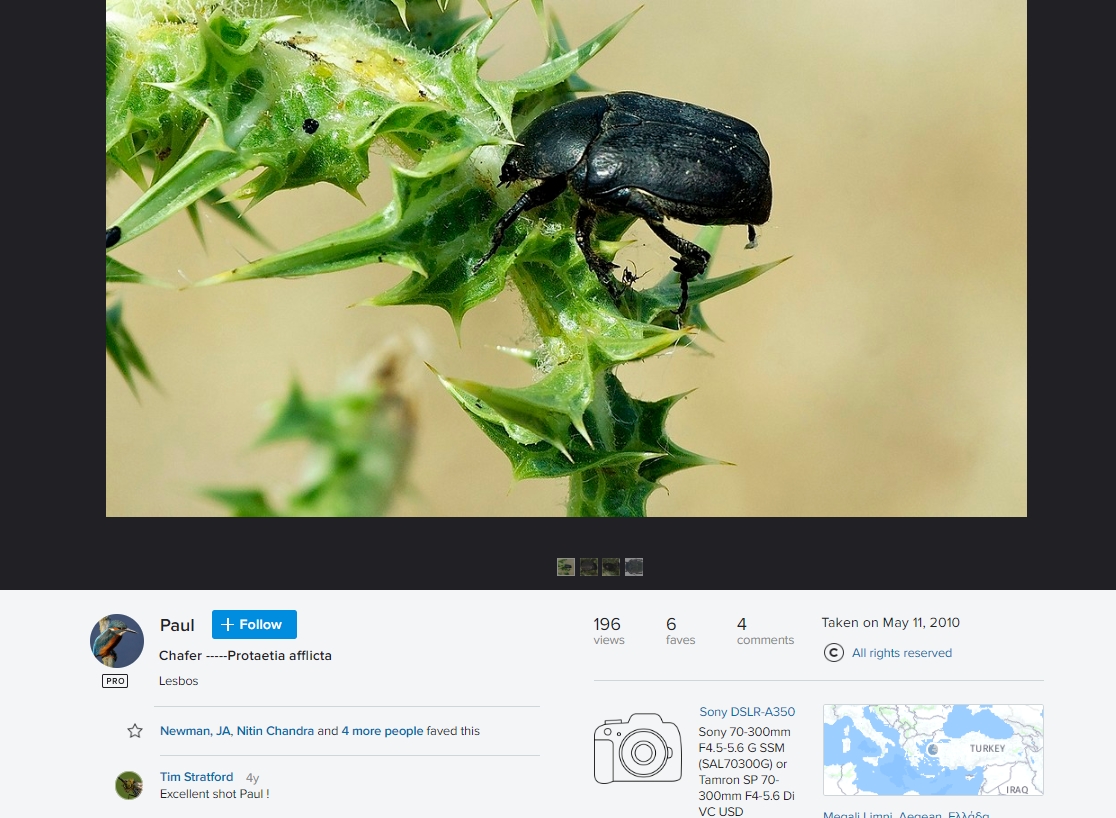 Paul
+ Follow
Chafer -----Protaetia afflicta
PRO
Lesbos
Newman, JA, Nitin Chandra and 4 more people faved this
Tim Stratford 4y
Excellent shot Paul !
196
views
6
faves
4
comments
Taken on May 11, 2010
All rights reserved
Sony DSLR-A350
Sony 70-300mm
F4.5-5.6 G SSM
(SAL70300G) or
Tamron SP 70-
300mm F4-5.6 Di
VC USD
TURKEY
IRAQ
Megali Limni, Aegean, Ελλάδα